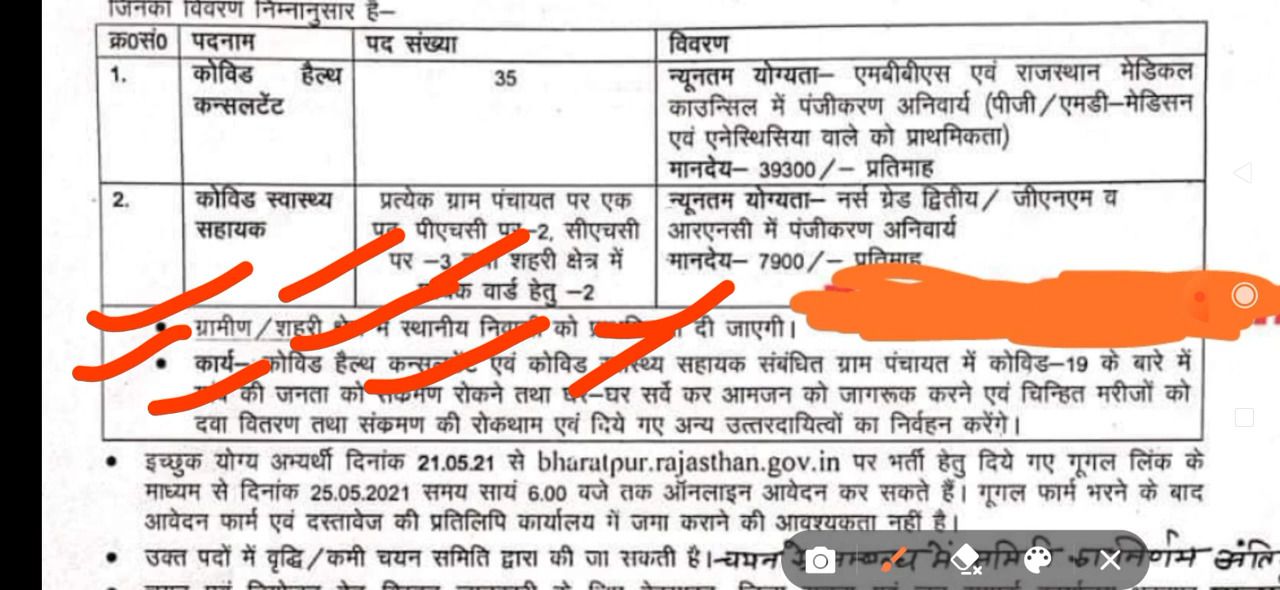 जिनका विवरण निम्नानुसार है–
क्र0सं0 पदनाम पद संख्या विवरण
1. कोविड हैल्थ 35 न्यूनतम योग्यता– एमबीबीएस एवं राजस्थान मेडिकल
कन्सलटेंट काउन्सिल में पंजीकरण अनिवार्य (पीजी/एमडी–मेडिसन
एवं एनेस्थिसिया वाले को प्राथमिकता)
मानदेय– 39300/– प्रतिमाह
2. कोविड स्वास्थ्य प्रत्येक ग्राम पंचायत पर एक न्यूनतम योग्यता– नर्स ग्रेड द्वितीय/ जीएनएम व
सहायक पीएचसी –2, सीएचसी आरएनसी में पंजीकरण अनिवार्य
पर –3 शहरी क्षेत्र में मानदेय– 7900/– प्रतिमाह
वार्ड हेतु –2
• ग्रामीण/शहरी में स्थानीय को दी जाएगी।
• कार्य– कोविड हैल्थ एवं कोविड सहायक संबंधित ग्राम पंचायत में कोविड–19 के बारे में
की जनता को रोकने तथा घर–घर सर्वे कर आमजन को जागरूक करने एवं चिन्हित मरीजों को
दवा वितरण तथा संक्रमण की रोकथाम एवं दिये गए अन्य उत्तरदायित्वों का निर्वहन करेंगे।
• इच्छुक योग्य अभ्यर्थी दिनांक 21.05.21 से bharatpur.rajasthan.gov.in पर भर्ती हेतु दिये गए गूगल लिंक के
माध्यम से दिनांक 25.05.2021 समय सायं 6.00 बजे तक ऑनलाइन आवेदन कर सकते हैं। गूगल फार्म भरने के बाद
आवेदन फार्म एवं दस्तावेज की प्रतिलिपि कार्यालय में जमा कराने की आवश्यकता नहीं है।
• उक्त पदों में वृद्धि/कमी चयन समिति द्वारा की जा सकती है।–चयन में